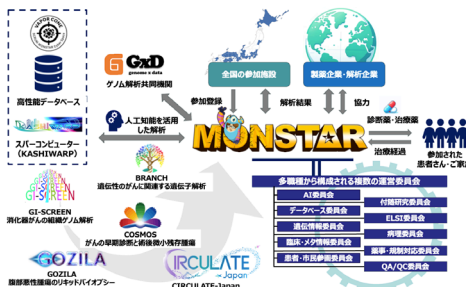 VAPOR CONE
高性能データベース
スパーコンピューター
（KASHIWARP）
GxD
genome x data
ゲノム解析共同機関
人工知能を活用
した解析
全国の参加施設
製薬企業・解析企業
参加登録
解析結果
協力
MONSTAR
診断薬・治療薬
治療経過
参加された
患者さん・ご家
BRANCH
遺伝性のがんに関連する遺伝子解析
GI-SCREEN
GI-SCREEN
消化器がんの組織ゲノム解析
COSMOS
がんの早期診断と術後微小残存腫瘍
GOZILA
GOZILA
腹部悪性腫瘍のリキッドバイオプシー
CIRCULATE
Japan
CIRCULATE-Japan
多職種から構成される複数の運営委員会
AI委員会
データベース委員会
遺伝情報委員会
臨床・メタ情報委員会
患者・市民参画委員会
付随研究委員会
ELSI委員会
病理委員会
薬事・規制対応委員会
QA/QC委員会